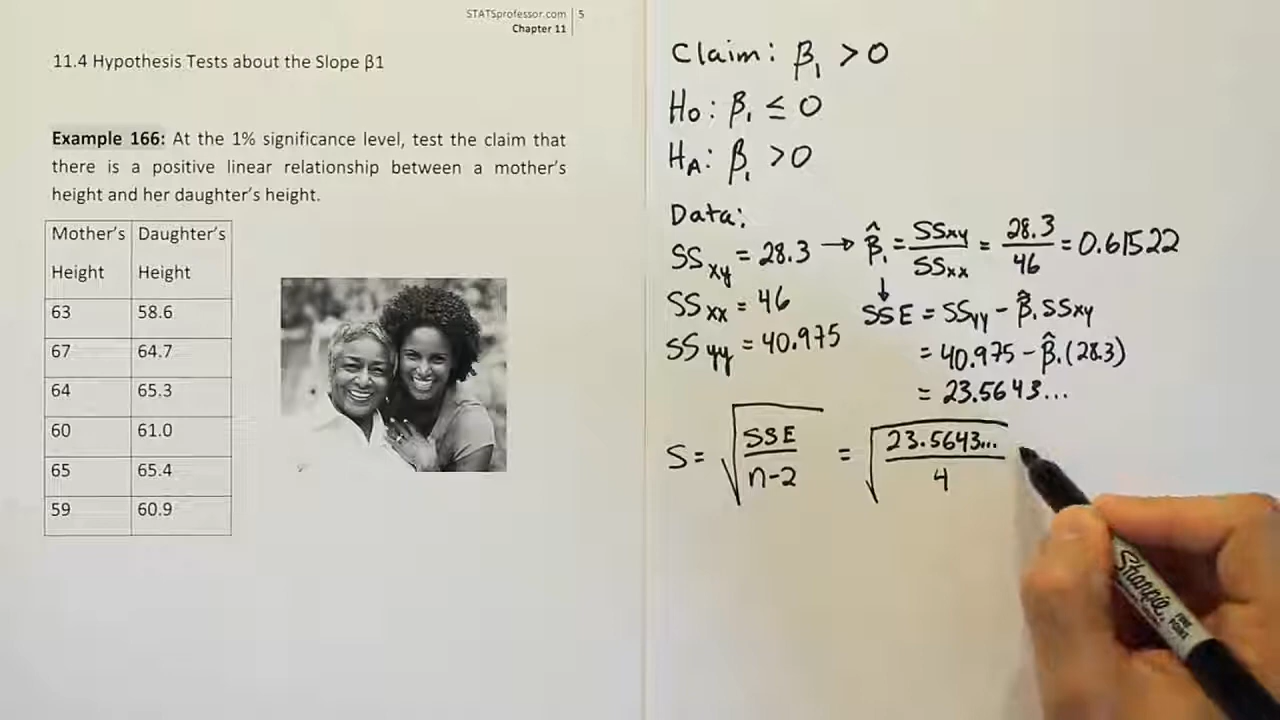 STATSprofessor.com | 5
Chapter 11
11.4 Hypothesis Tests about the Slope β1
Example 166: At the 1% significance level, test the claim that
there is a positive linear relationship between a mother's
height and her daughter's height.
Mother's Height Daughter's Height
63 58.6
67 64.7
64 65.3
60 61.0
65 65.4
59 60.9
Claim: β₁ > 0
Ho: β₁ ≤ 0
HA: β₁ > 0
Data:
SSxy = 28.3 → β̂₁ = SSxy/SSxx = 28.3/46 = 0.61522
SSxx = 46
SSyy = 40.975
↓
SSE = SSyy - β̂₁ SSxy
= 40.975 - β̂₁(28.3)
= 23.5643...
S = √(SSE/n-2) = √(23.5643.../4)
Sharpie.
FINE POINT